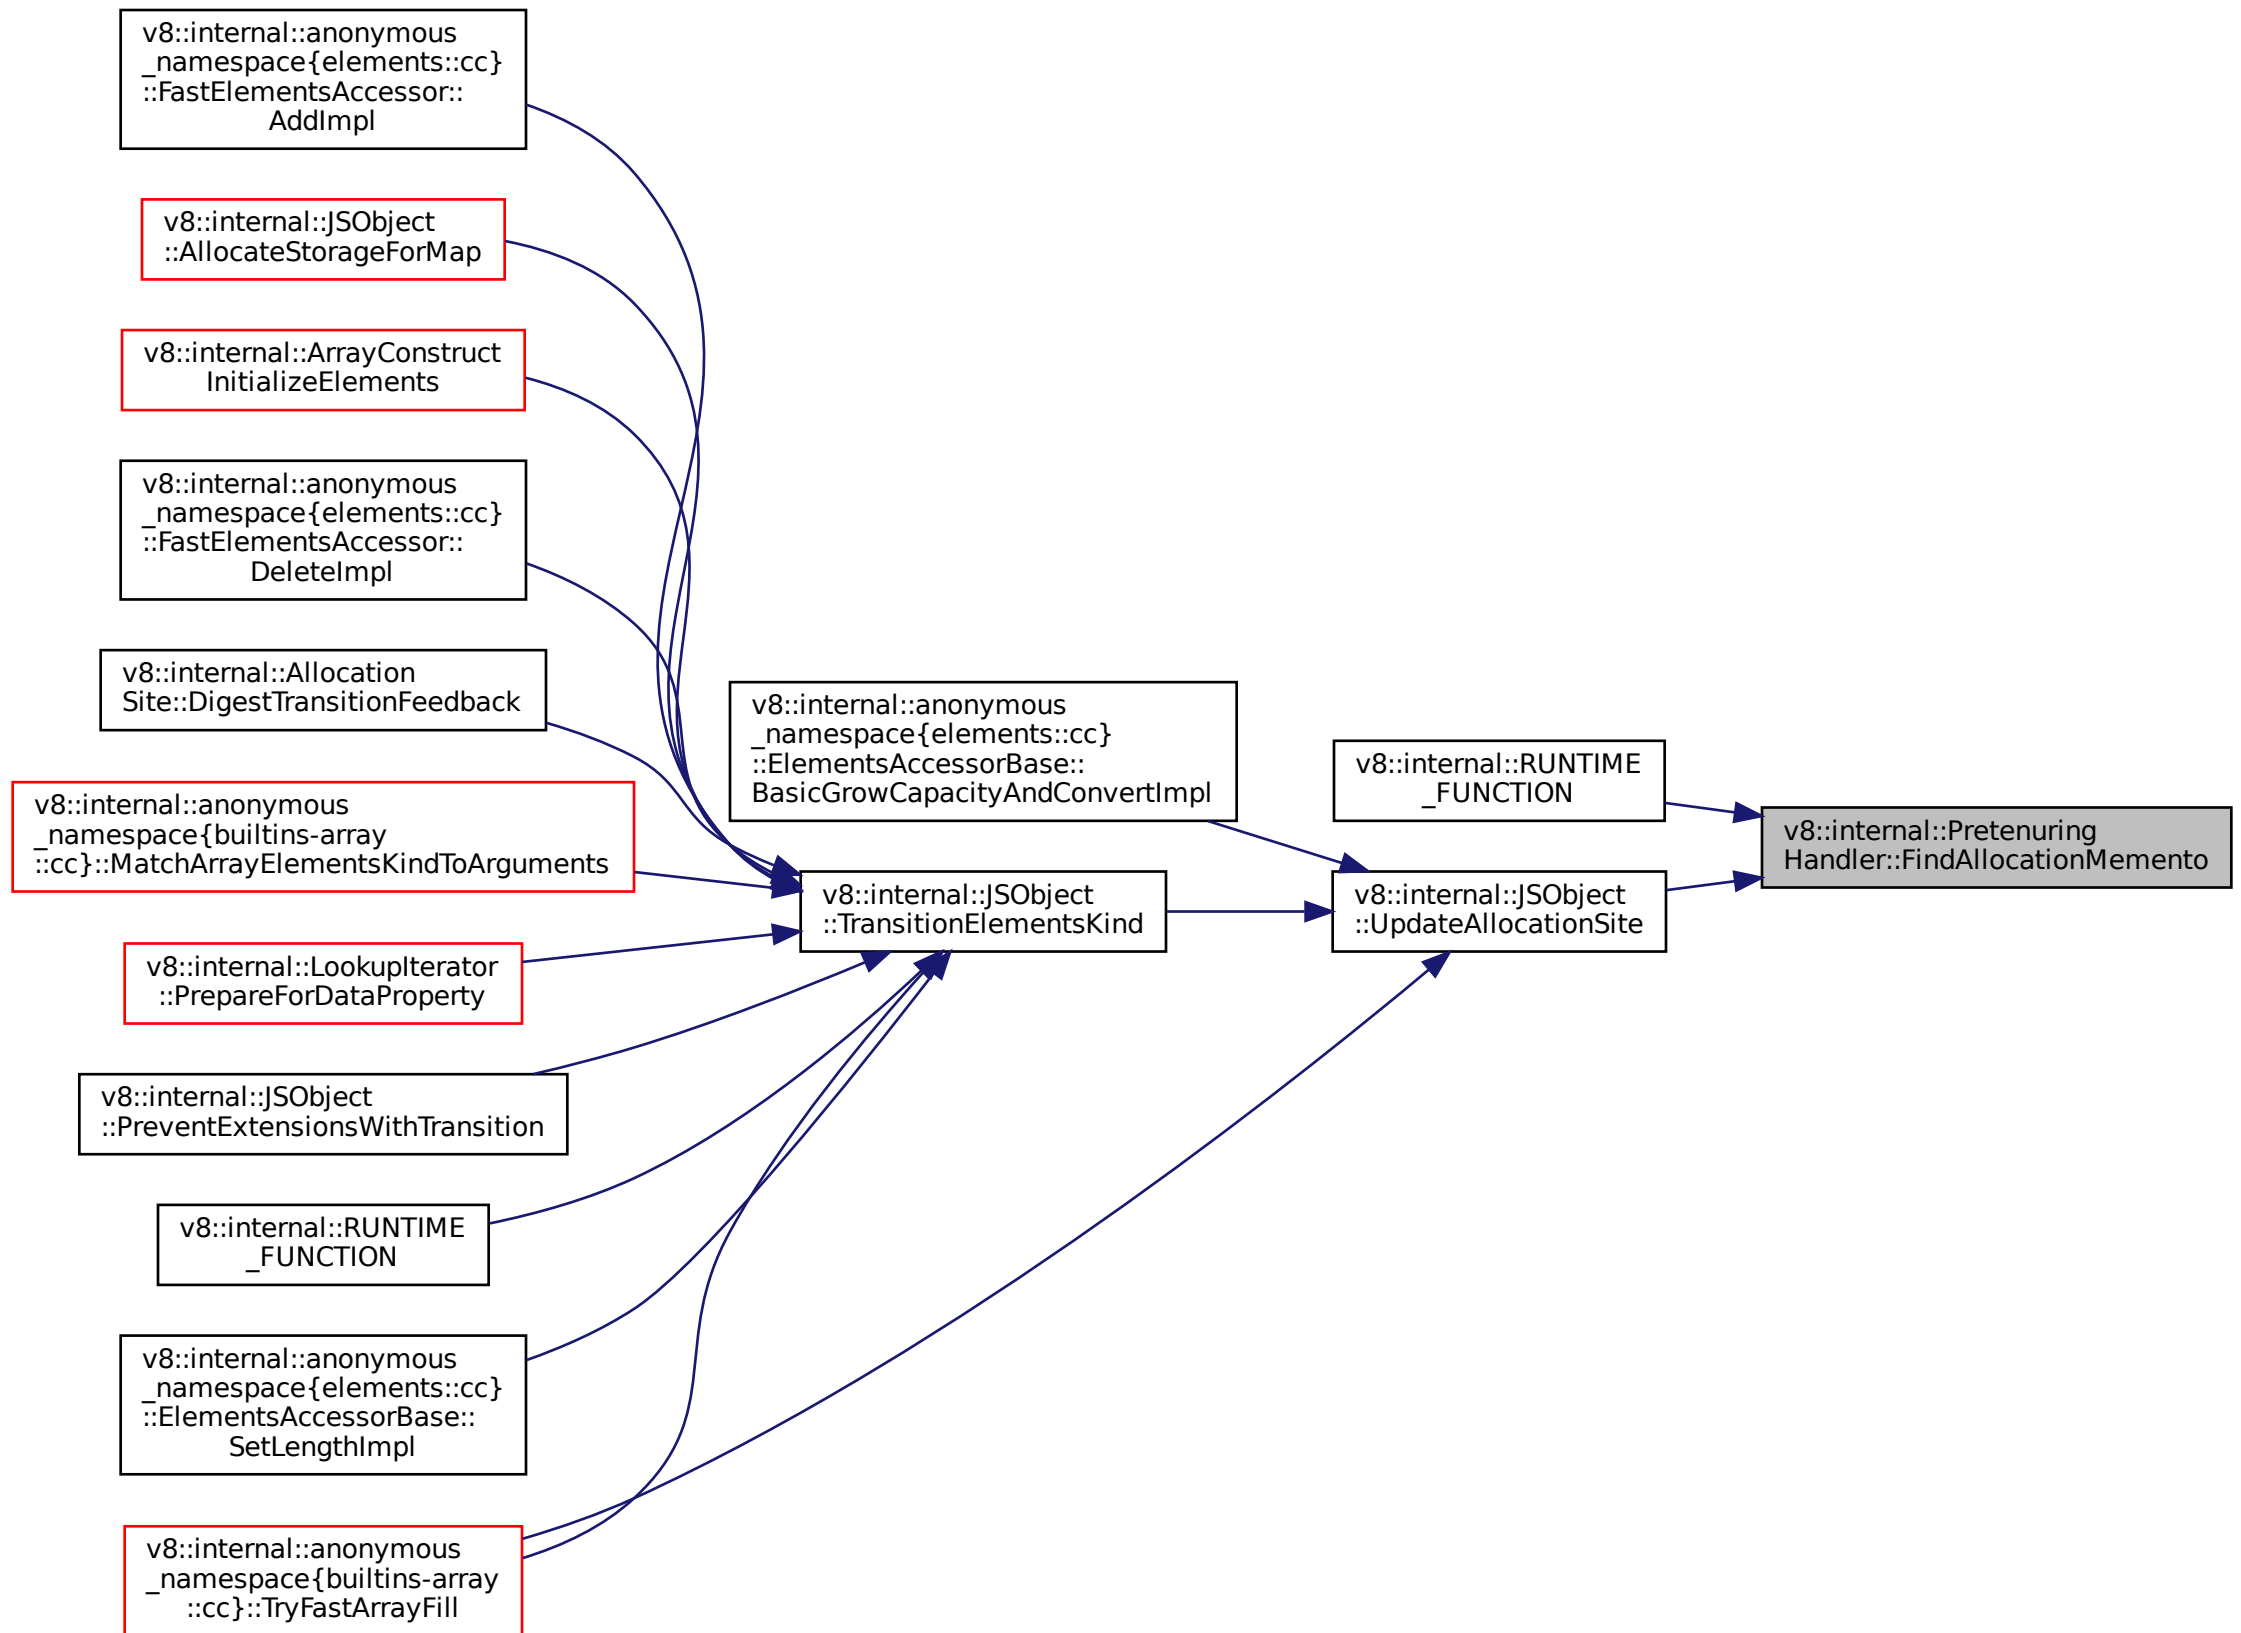 v8::internal::anonymous
_namespace{elements::cc}
::FastElementsAccessor::
AddImpl
v8::internal::JSObject
::AllocateStorageForMap
v8::internal::ArrayConstruct
InitializeElements
v8::internal::anonymous
_namespace{elements::cc}
::FastElementsAccessor::
DeleteImpl
v8::internal::Allocation
Site::DigestTransitionFeedback
v8::internal::anonymous
_namespace{builtins-array
::cc}::MatchArrayElementsKindToArguments
v8::internal::LookupIterator
::PrepareForDataProperty
v8::internal::JSObject
::PreventExtensionsWithTransition
v8::internal::RUNTIME
_FUNCTION
v8::internal::anonymous
_namespace{elements::cc}
::ElementsAccessorBase::
SetLengthImpl
v8::internal::anonymous
_namespace{builtins-array
::cc}::TryFastArrayFill
v8::internal::anonymous
_namespace{elements::cc}
::ElementsAccessorBase::
BasicGrowCapacityAndConvertImpl
v8::internal::JSObject
::TransitionElementsKind
v8::internal::RUNTIME
_FUNCTION
v8::internal::JSObject
::UpdateAllocationSite
v8::internal::Pretenuring
Handler::FindAllocationMemento